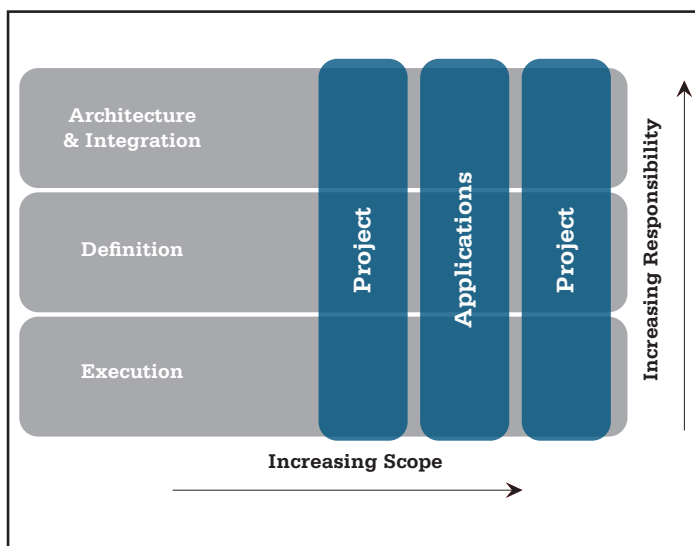 Architecture
& Integration
Definition
Execution
Project
Applications
Project
Increasing Responsibility
Increasing Scope